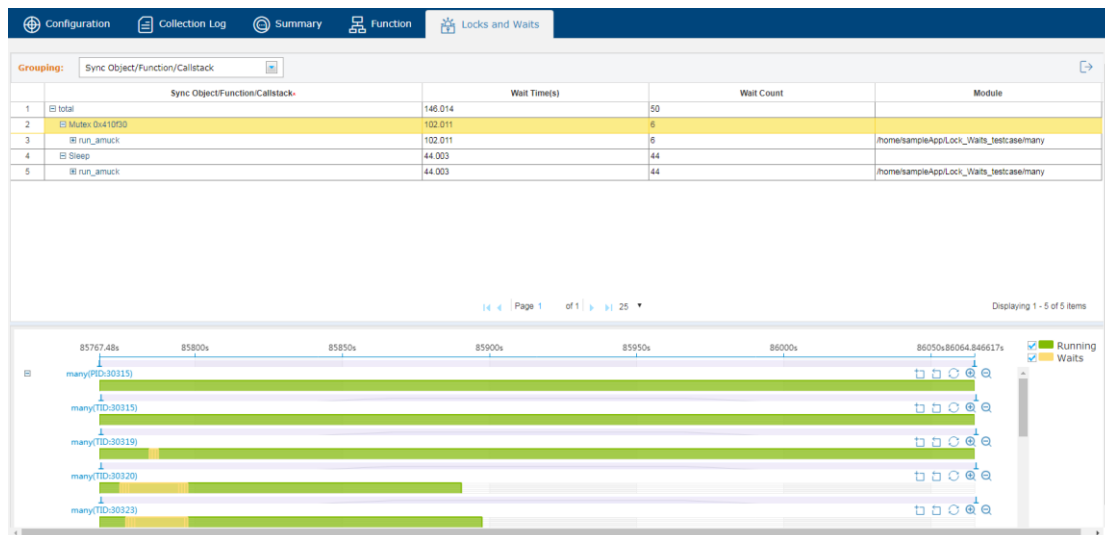 Configuration Collection Log Summary Function Locks and Waits
Grouping: Sync Object/Function/Callstack
Sync Object/Function/Callstack Wait Time(s) Wait Count Module
1 total 146.014 50
2 Mutex 0x410f30 102.011 6
3 run_amuck 102.011 6 /home/sampleApp/Lock_Waits_testcase/many
4 Sleep 44.003 44
5 run_amuck 44.003 44 /home/sampleApp/Lock_Waits_testcase/many
Page 1 of 1 25 Displaying 1 - 5 of 5 items
85767.48s 85800s 85850s 85900s 85950s 86000s 86050s 86064.846617s Running
Waits
many(PID:30315)
many(TID:30315)
many(TID:30319)
many(TID:30320)
many(TID:30323)